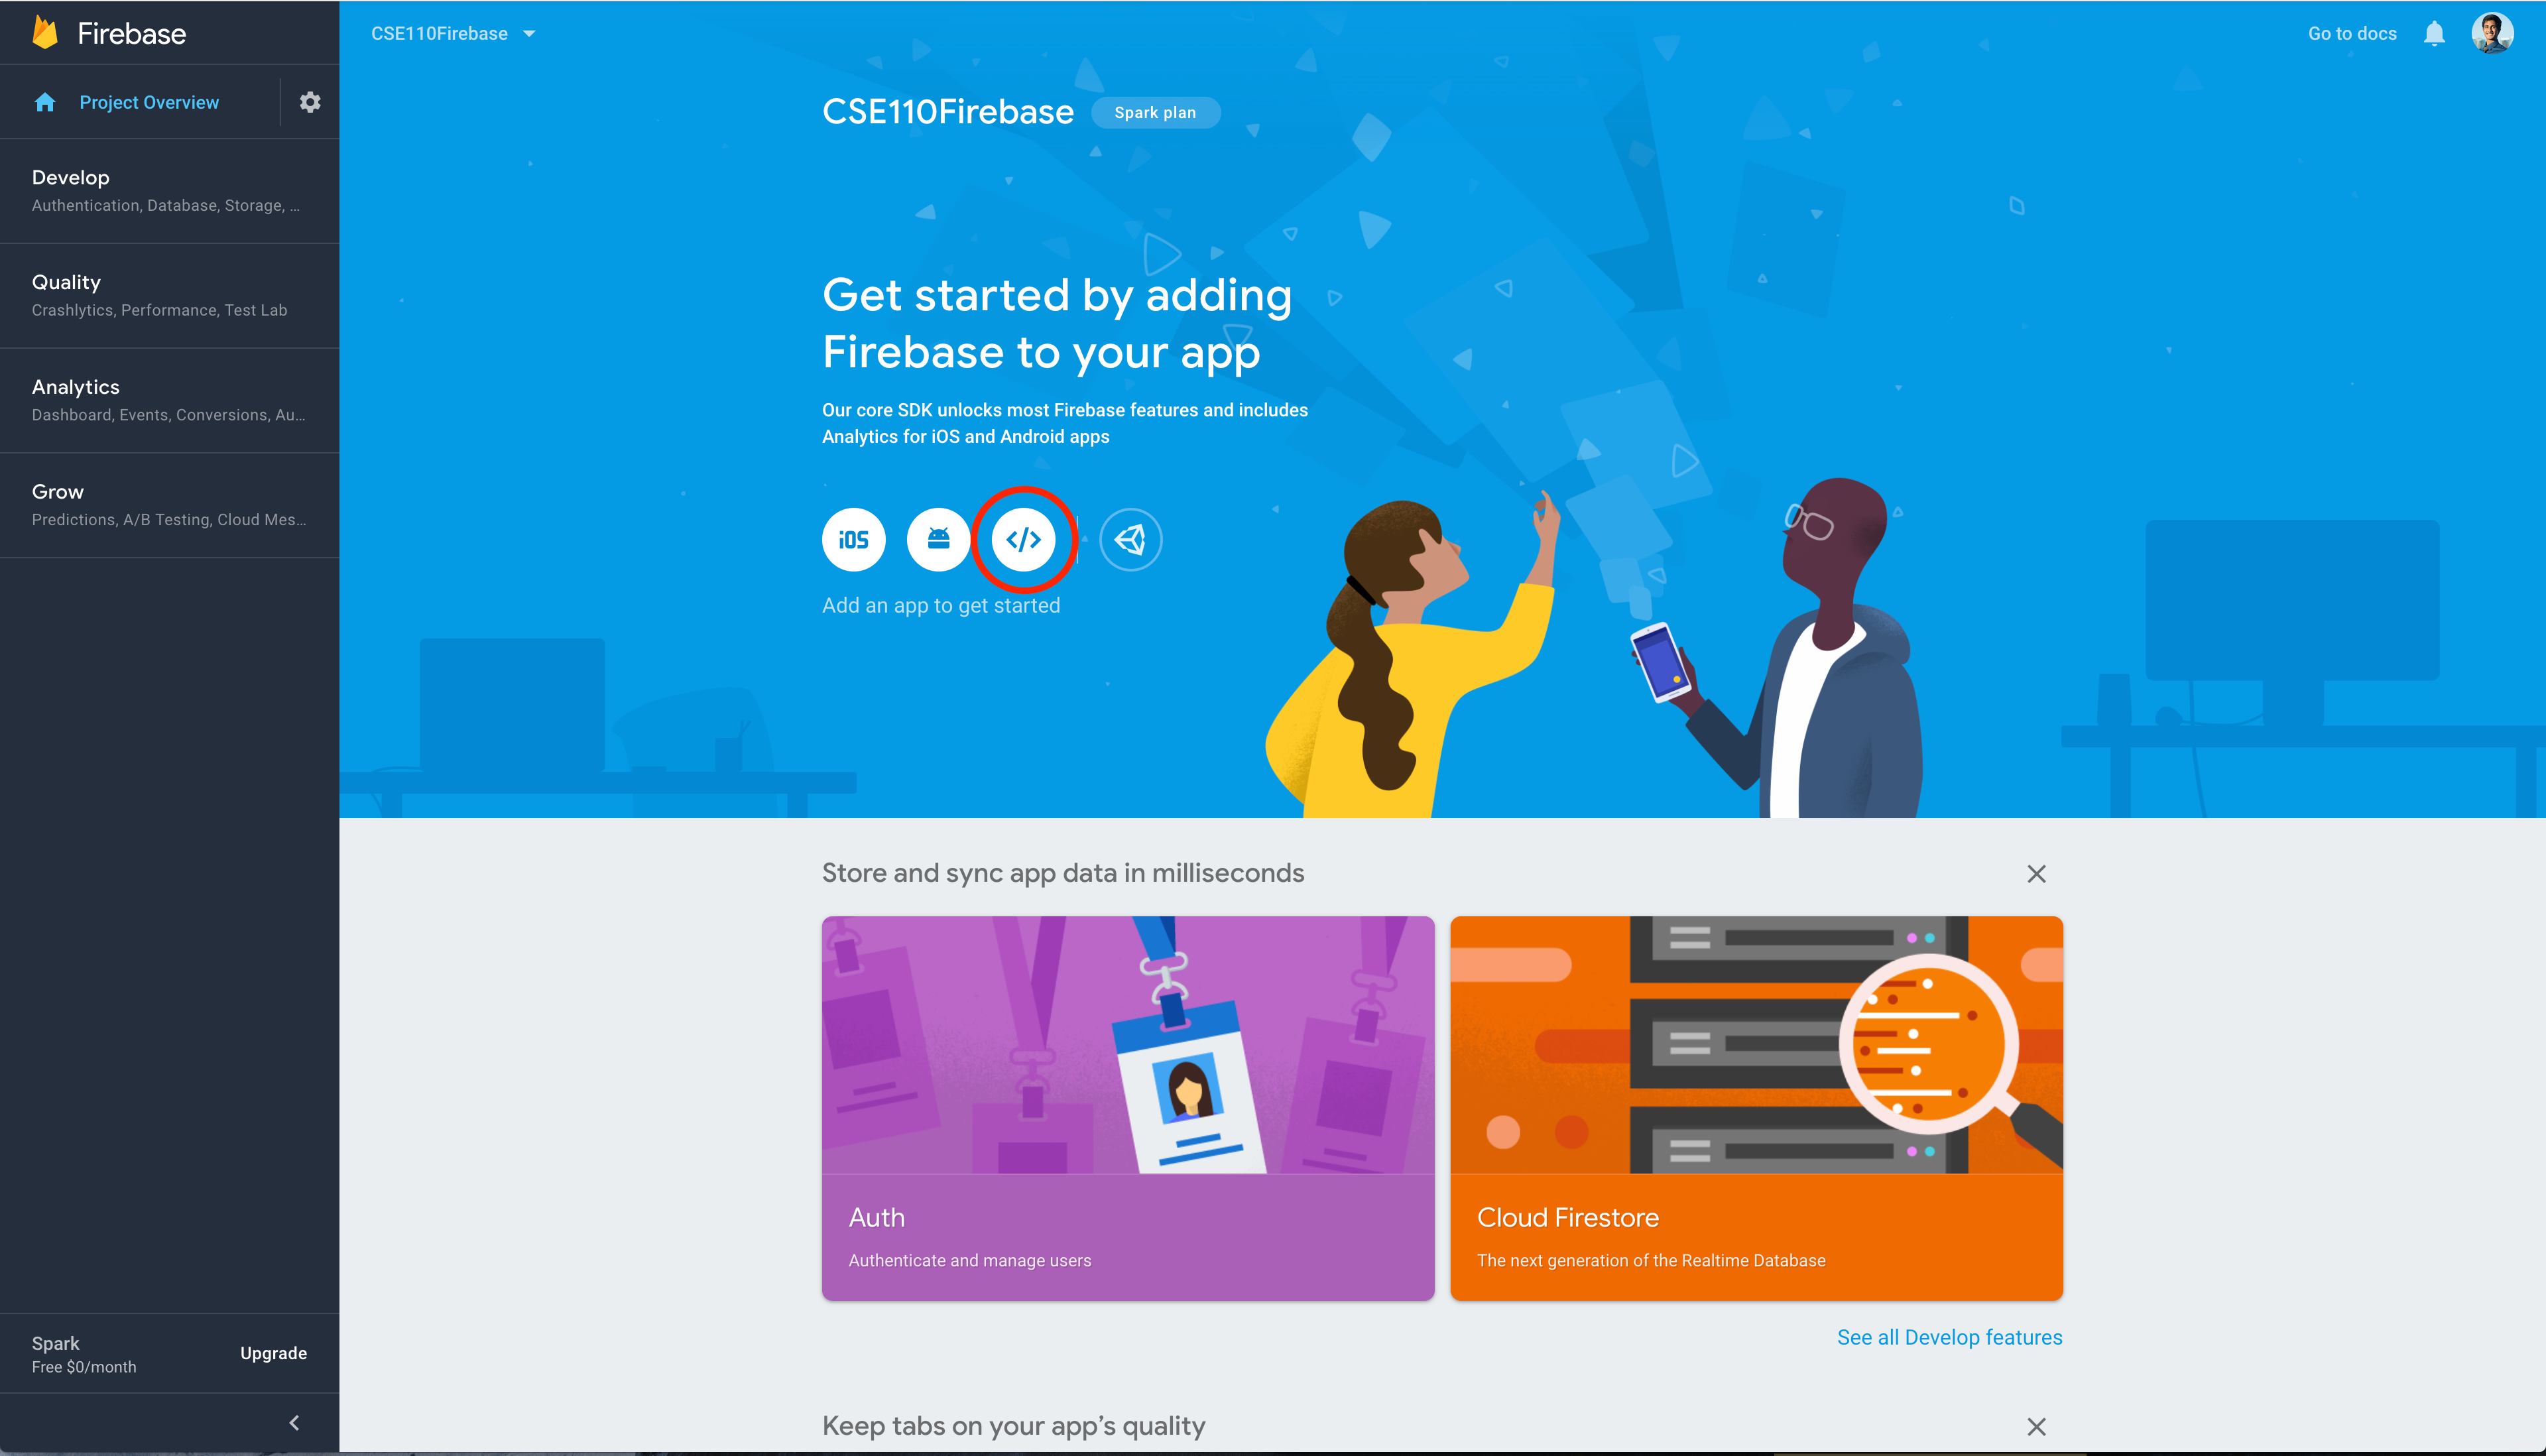 Firebase
CSE110Firebase
Go to docs
Project Overview
Develop
Authentication, Database, Storage, ...
Quality
Crashlytics, Performance, Test Lab
Analytics
Dashboard, Events, Conversions, Au...
Grow
Predictions, A/B Testing, Cloud Mes...
Spark
Free $0/month
Upgrade
CSE110Firebase
Spark plan
Get started by adding
Firebase to your app
Our core SDK unlocks most Firebase features and includes
Analytics for iOS and Android apps
iOS
</>
Add an app to get started
Store and sync app data in milliseconds
Auth
Authenticate and manage users
Cloud Firestore
The next generation of the Realtime Database
See all Develop features
Keep tabs on your app’s quality